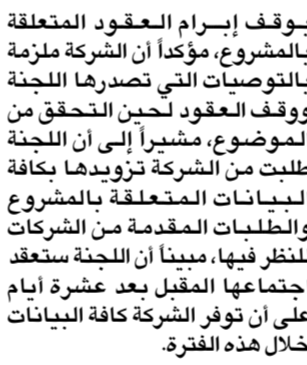 بوقف إبرام العقود المتعلقة
بالمشروع، مؤكداً أن الشركة ملزمة
بالتوصيات التي تصدرها اللجنة
ووقف العقود لحين التحقق من
الموضوع، مشيراً إلى أن اللجنة
طلبت من الشركة تزويدها بكافة
البيانات المتعلقة بالمشروع
والطلبات المقدمة من الشركات
للنظر فيها، مبيناً أن اللجنة ستعقد
اجتماعها المقبل بعد عشرة أيام
على أن توفر الشركة كافة البيانات
خلال هذه الفترة.